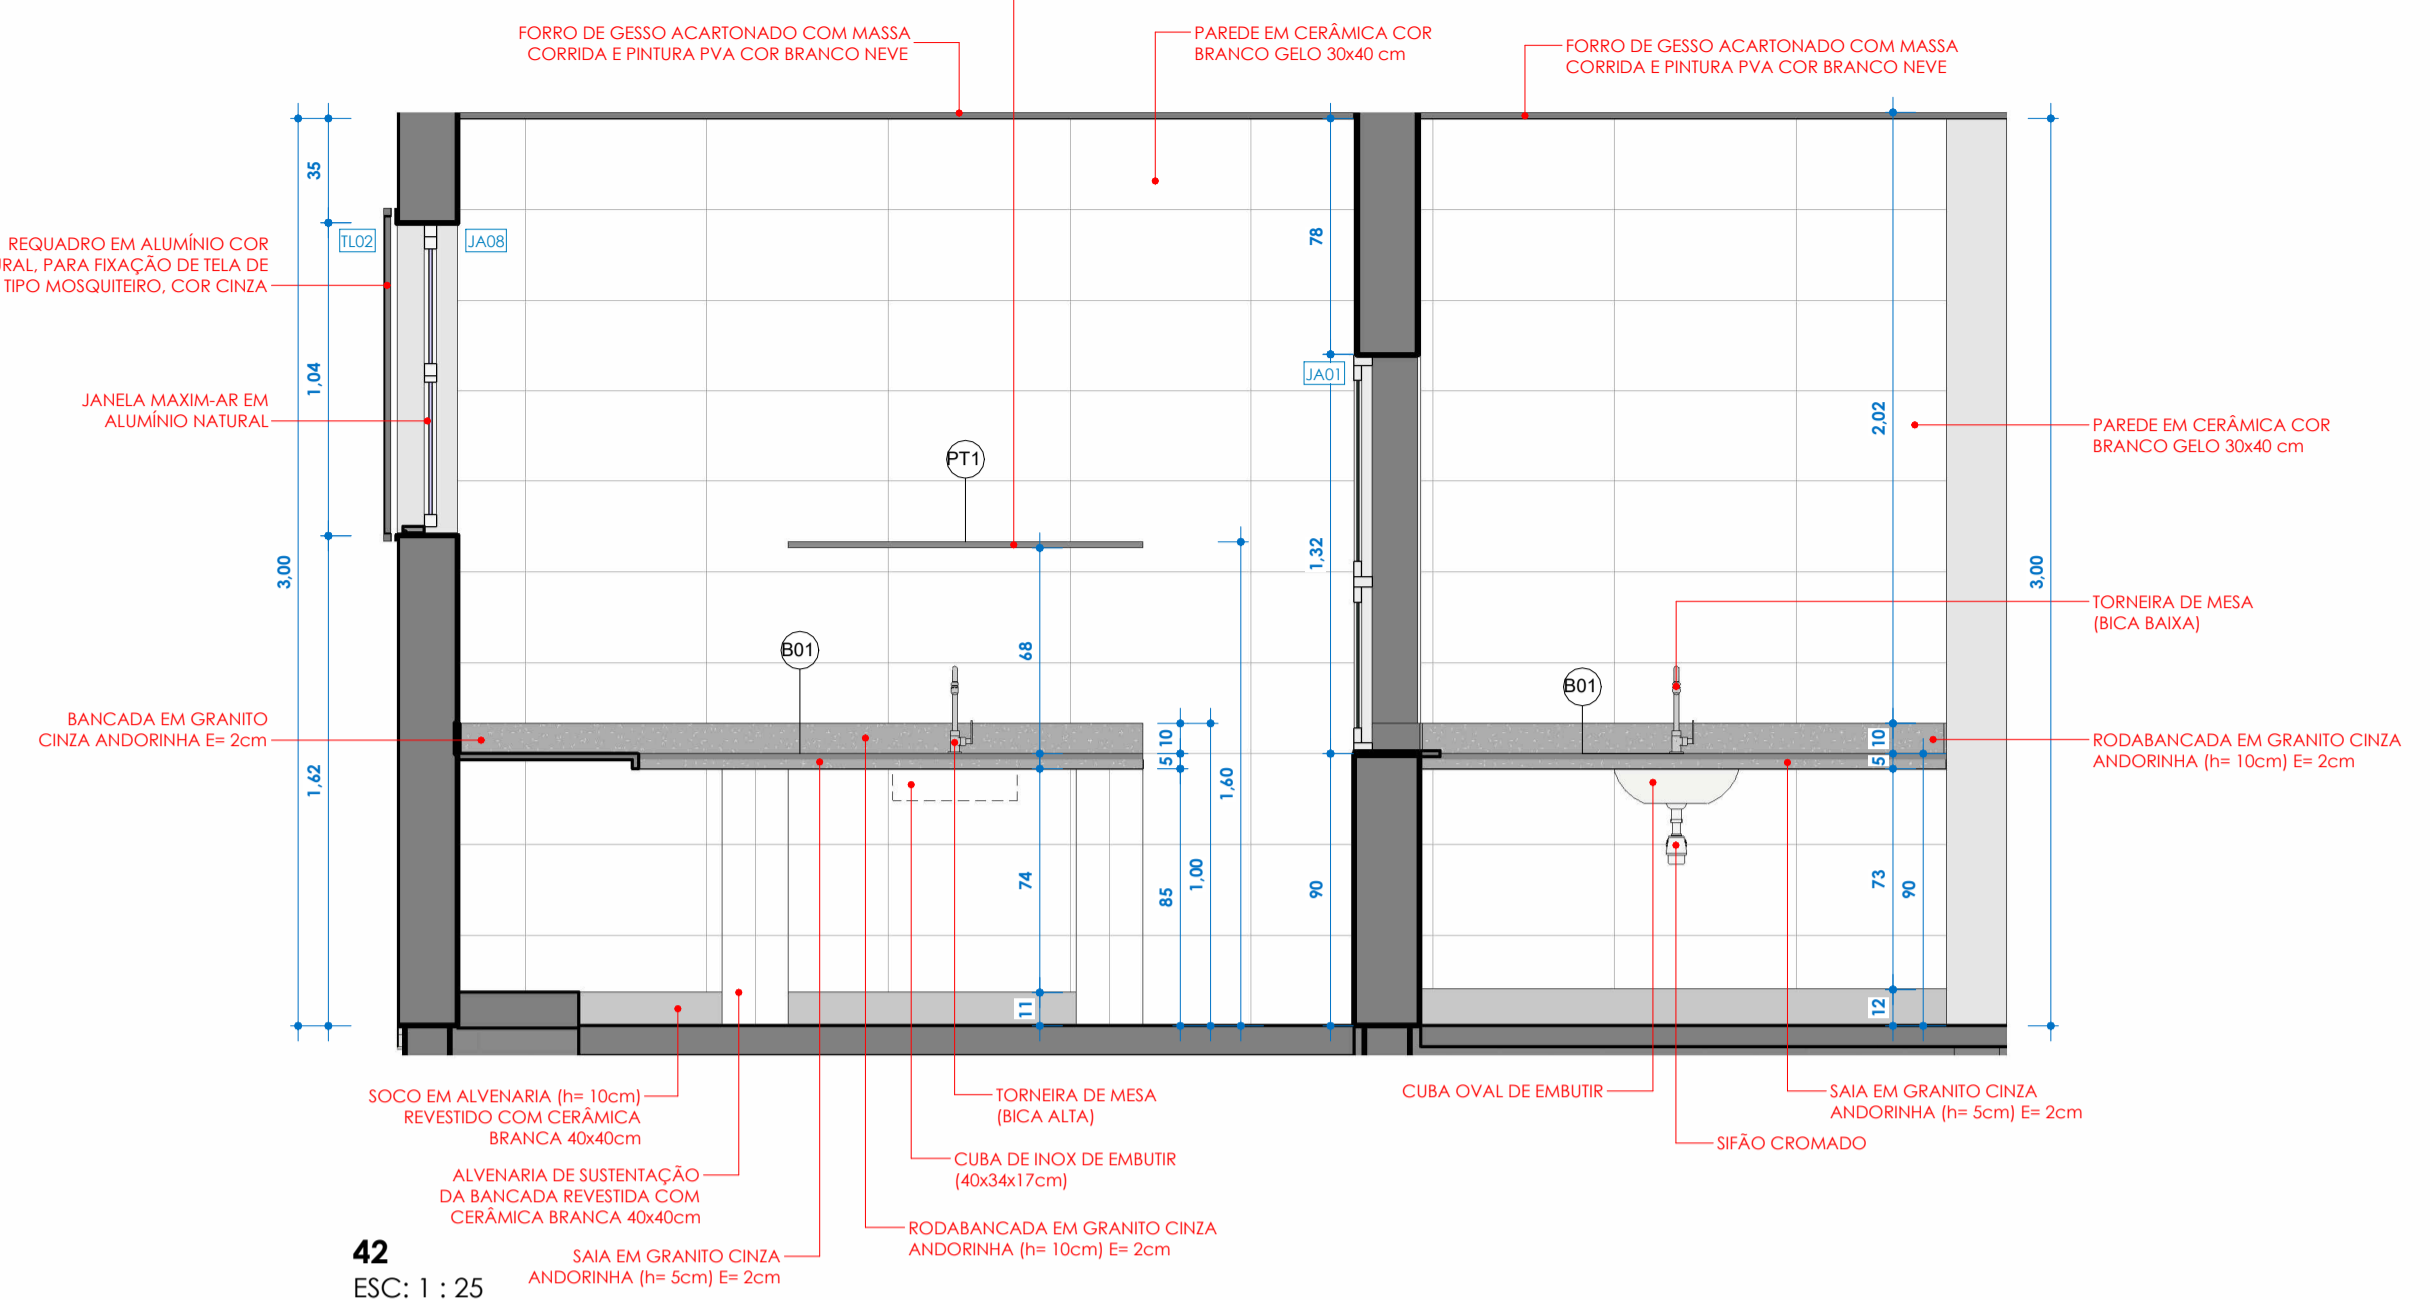 FORRO DE GESSO ACARTONADO COM MASSA
CORRIDA E PINTURA PVA COR BRANCO NEVE
PAREDE EM CERÂMICA COR
BRANCO GELO 30x40 cm
FORRO DE GESSO ACARTONADO COM MASSA
CORRIDA E PINTURA PVA COR BRANCO NEVE
35
TL02
JA08
78
REQUADRO EM ALUMÍNIO COR
RAL, PARA FIXAÇÃO DE TELA DE
TIPO MOSQUITEIRO, COR CINZA
1,04
JANELA MAXIM-AR EM
ALUMÍNIO NATURAL
JA01
2,02
PAREDE EM CERÂMICA COR
BRANCO GELO 30x40 cm
PT1
3,00
1,32
3,00
TORNEIRA DE MESA
(BICA BAIXA)
B01
68
B01
BANCADA EM GRANITO
CINZA ANDORINHA E= 2cm
10
5
10
5
RODABANCADA EM GRANITO CINZA
ANDORINHA (h= 10cm) E= 2cm
1,62
1,60
74
85
1,00
90
73
90
11
12
SOCO EM ALVENARIA (h= 10cm)
REVESTIDO COM CERÂMICA
BRANCA 40x40cm
TORNEIRA DE MESA
(BICA ALTA)
CUBA OVAL DE EMBUTIR
SAIA EM GRANITO CINZA
ANDORINHA (h= 5cm) E= 2cm
SIFÃO CROMADO
CUBA DE INOX DE EMBUTIR
(40x34x17cm)
ALVENARIA DE SUSTENTAÇÃO
DA BANCADA REVESTIDA COM
CERÂMICA BRANCA 40x40cm
RODABANCADA EM GRANITO CINZA
ANDORINHA (h= 10cm) E= 2cm
SAIA EM GRANITO CINZA
ANDORINHA (h= 5cm) E= 2cm
42
ESC: 1 : 25